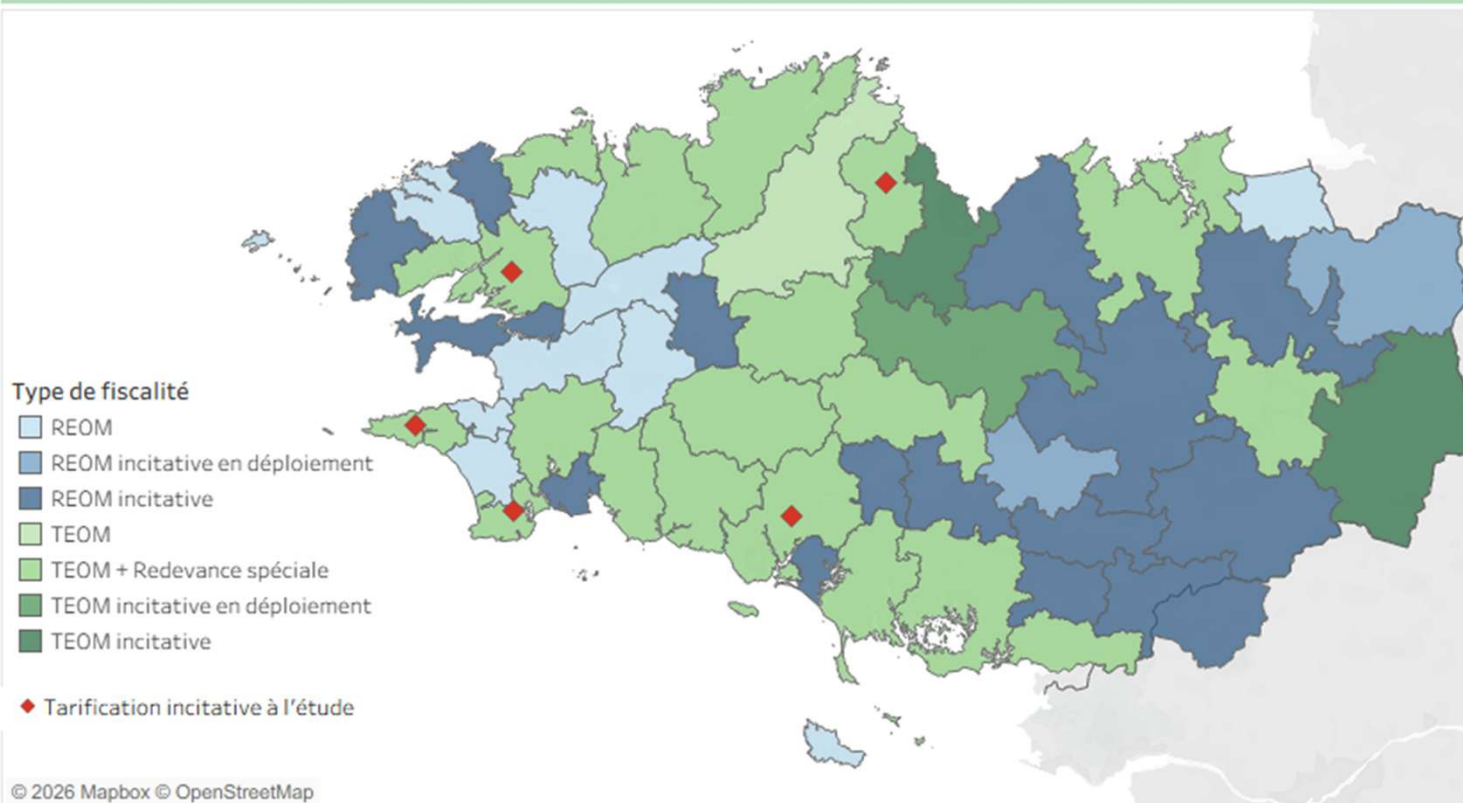 Type de fiscalité
REOM
REOM incitative en déploiement
REOM incitative
TEOM
TEOM + Redevance spéciale
TEOM incitative en déploiement
TEOM incitative
Tarification incitative à l'étude
© 2026 Mapbox © OpenStreetMap